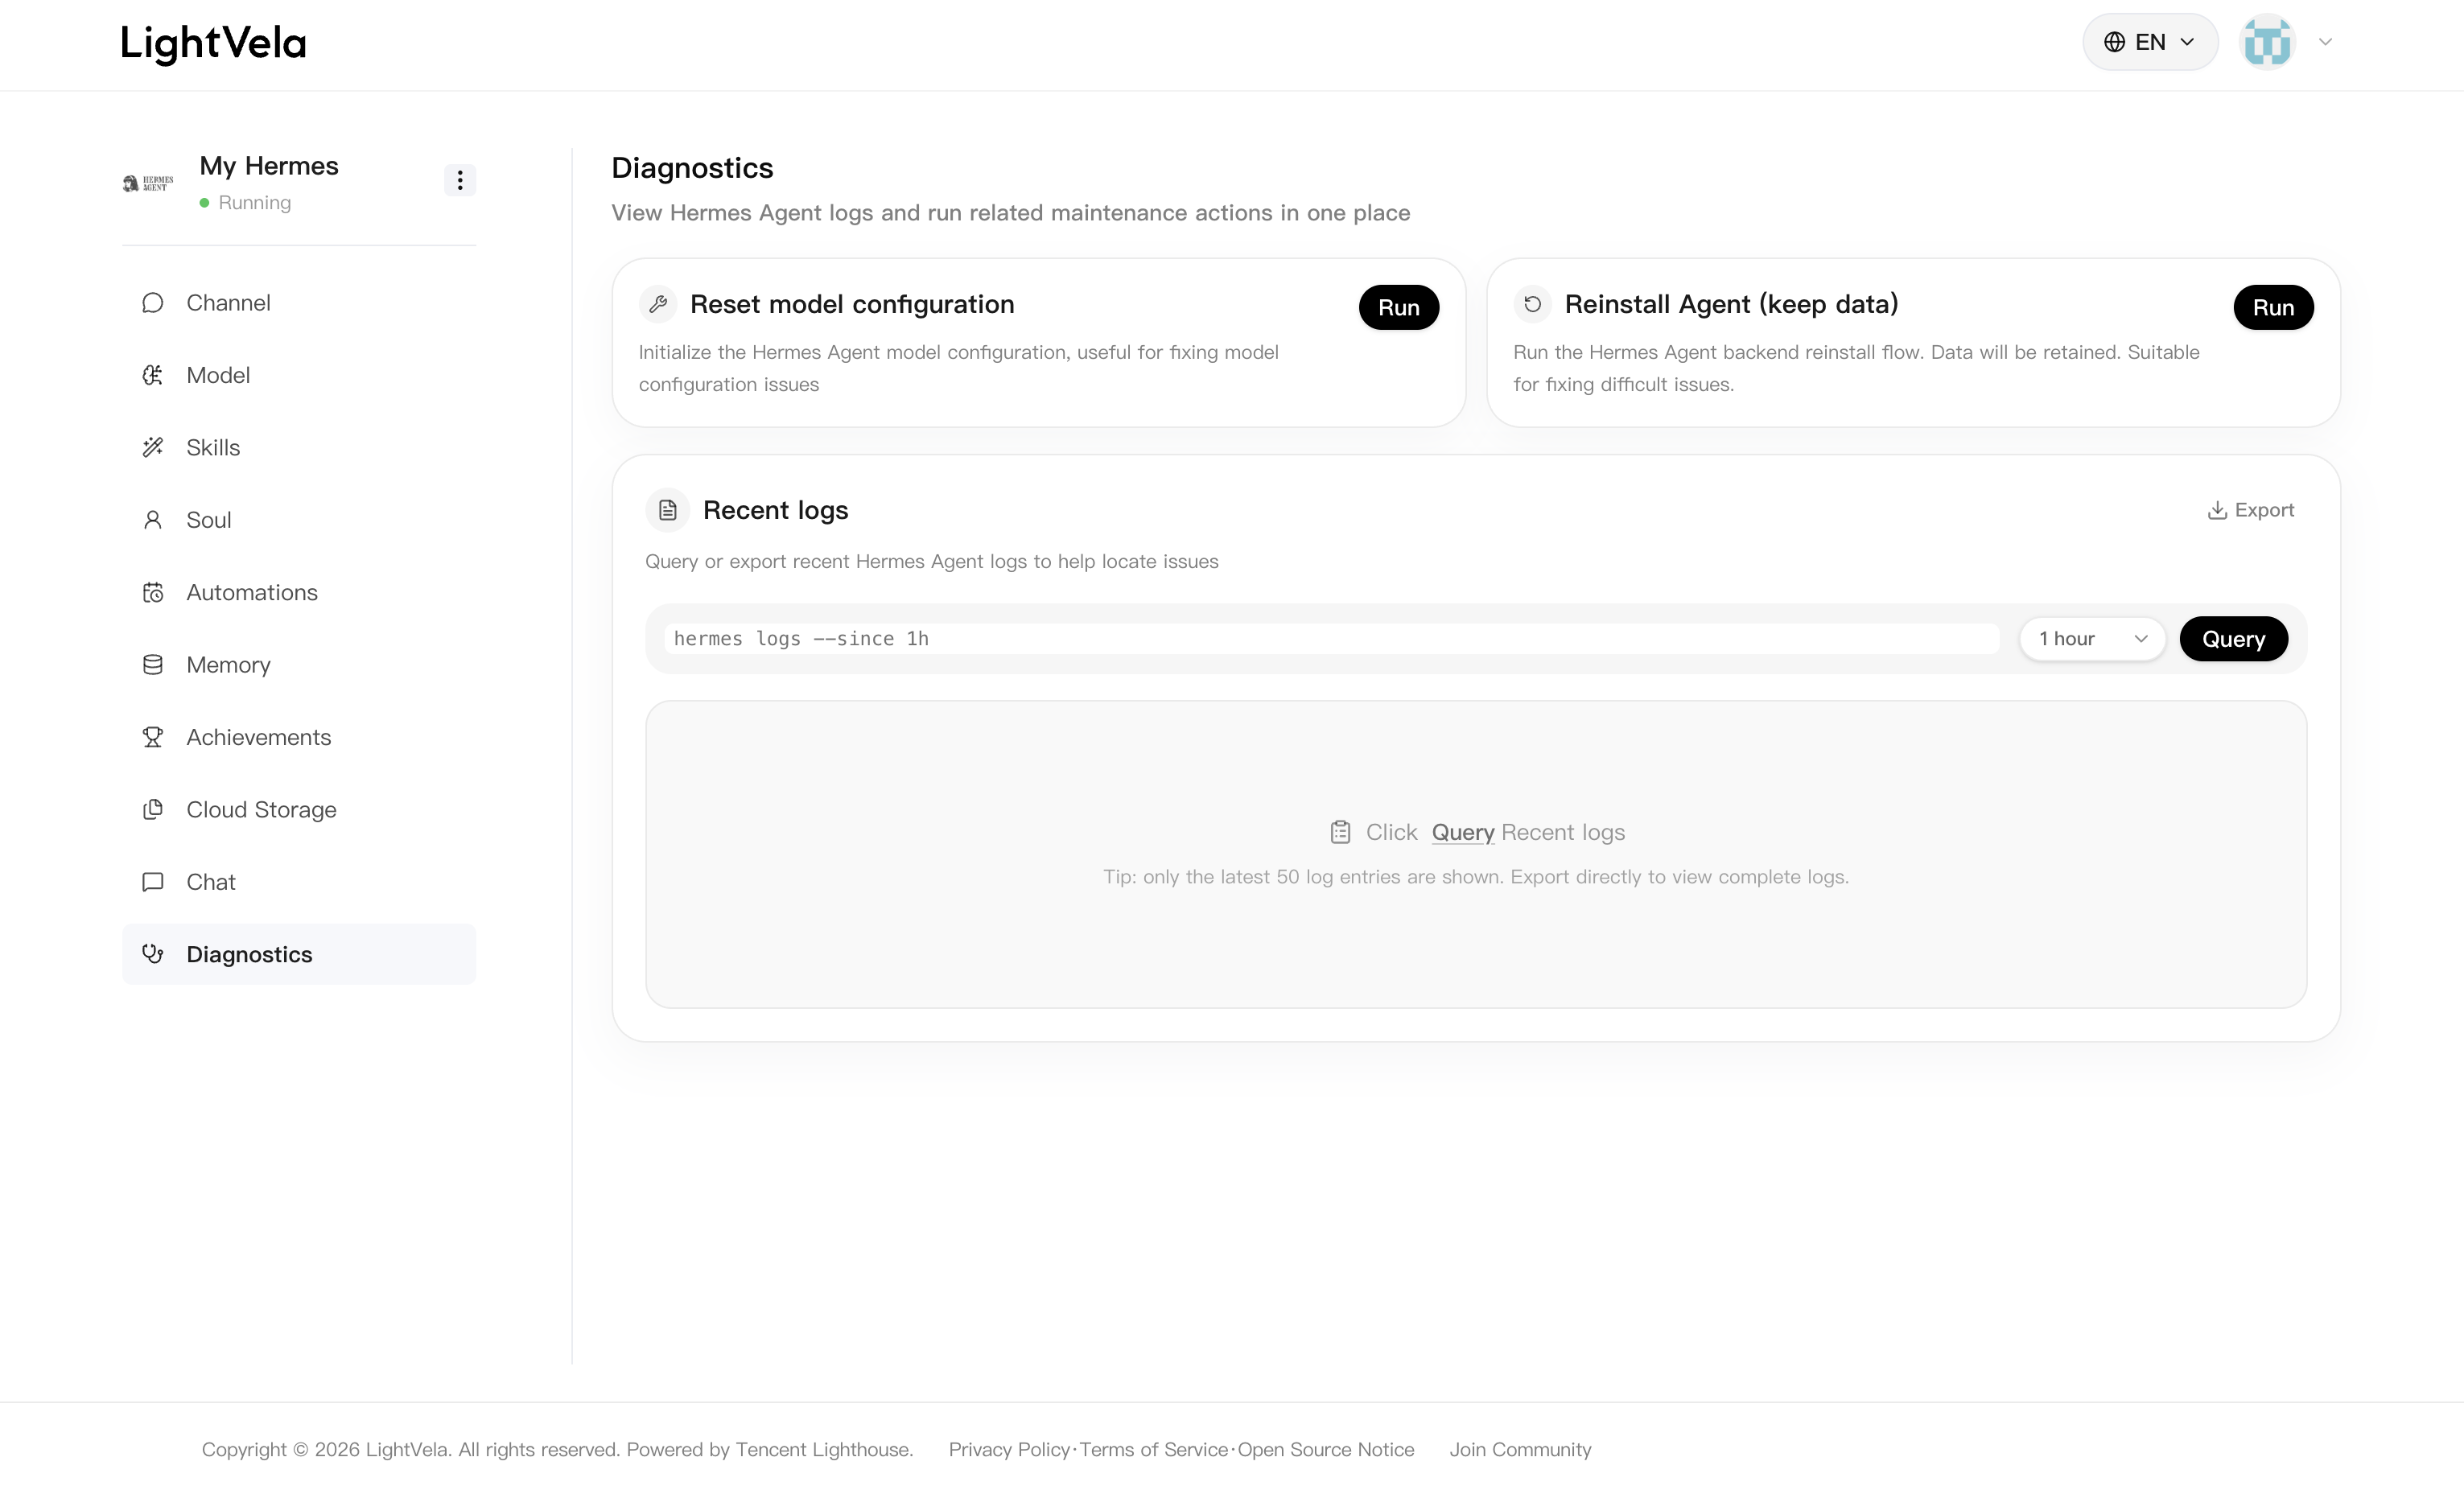 LightVela
EN
HERMES
AGENT
My Hermes
Running
Channel
Model
Skills
Soul
Automations
Memory
Achievements
Cloud Storage
Chat
Diagnostics
Diagnostics
View Hermes Agent logs and run related maintenance actions in one place
Reset model configuration
Run
Initialize the Hermes Agent model configuration, useful for fixing model
configuration issues
Reinstall Agent (keep data)
Run
Run the Hermes Agent backend reinstall flow. Data will be retained. Suitable
for fixing difficult issues.
Recent logs
Export
Query or export recent Hermes Agent logs to help locate issues
hermes logs --since 1h
1 hour
Query
Click Query Recent logs
Tip: only the latest 50 log entries are shown. Export directly to view complete logs.
Copyright © 2026 LightVela. All rights reserved. Powered by Tencent Lighthouse. Privacy Policy·Terms of Service·Open Source Notice Join Community